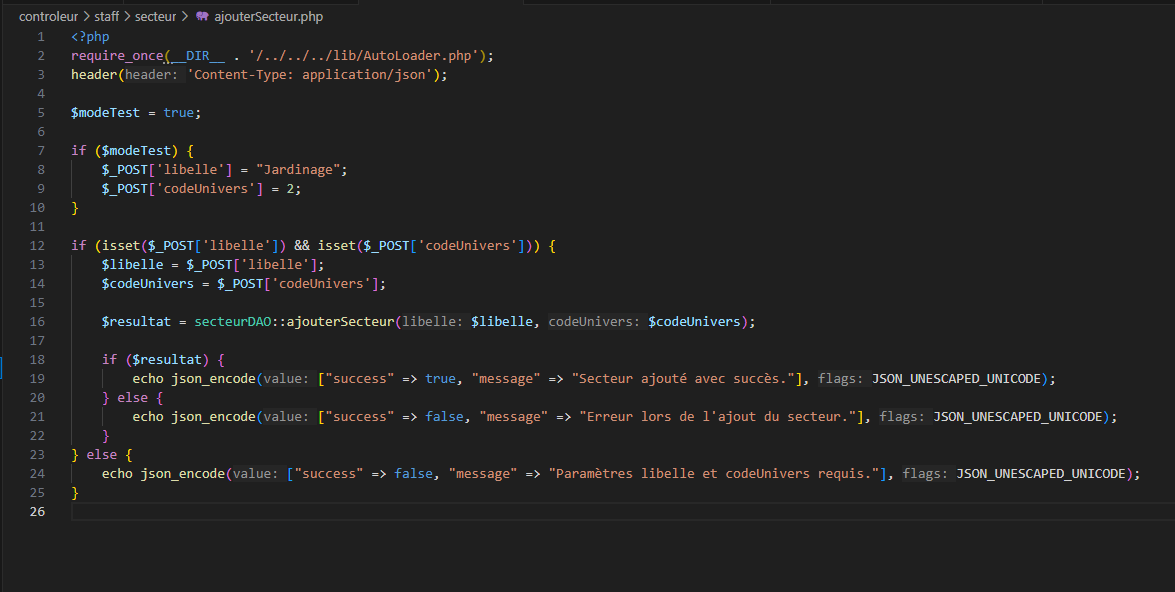 controleur > staff > secteur > ajouterSecteur.php
1 <?php
2 require_once(__DIR__ . '/../../../lib/AutoLoader.php');
3 header(header: 'Content-Type: application/json');
4
5 $modeTest = true;
6
7 if ($modeTest) {
8 $_POST['libelle'] = "Jardinage";
9 $_POST['codeUnivers'] = 2;
10 }
11
12 if (isset($_POST['libelle']) && isset($_POST['codeUnivers'])) {
13 $libelle = $_POST['libelle'];
14 $codeUnivers = $_POST['codeUnivers'];
15
16 $resultat = secteurDAO::ajouterSecteur(libelle: $libelle, codeUnivers: $codeUnivers);
17
18 if ($resultat) {
19 echo json_encode(value: ["success" => true, "message" => "Secteur ajouté avec succès."], flags: JSON_UNESCAPED_UNICODE);
20 } else {
21 echo json_encode(value: ["success" => false, "message" => "Erreur lors de l'ajout du secteur."], flags: JSON_UNESCAPED_UNICODE);
22 }
23 } else {
24 echo json_encode(value: ["success" => false, "message" => "Paramètres libelle et codeUnivers requis."], flags: JSON_UNESCAPED_UNICODE);
25 }
26